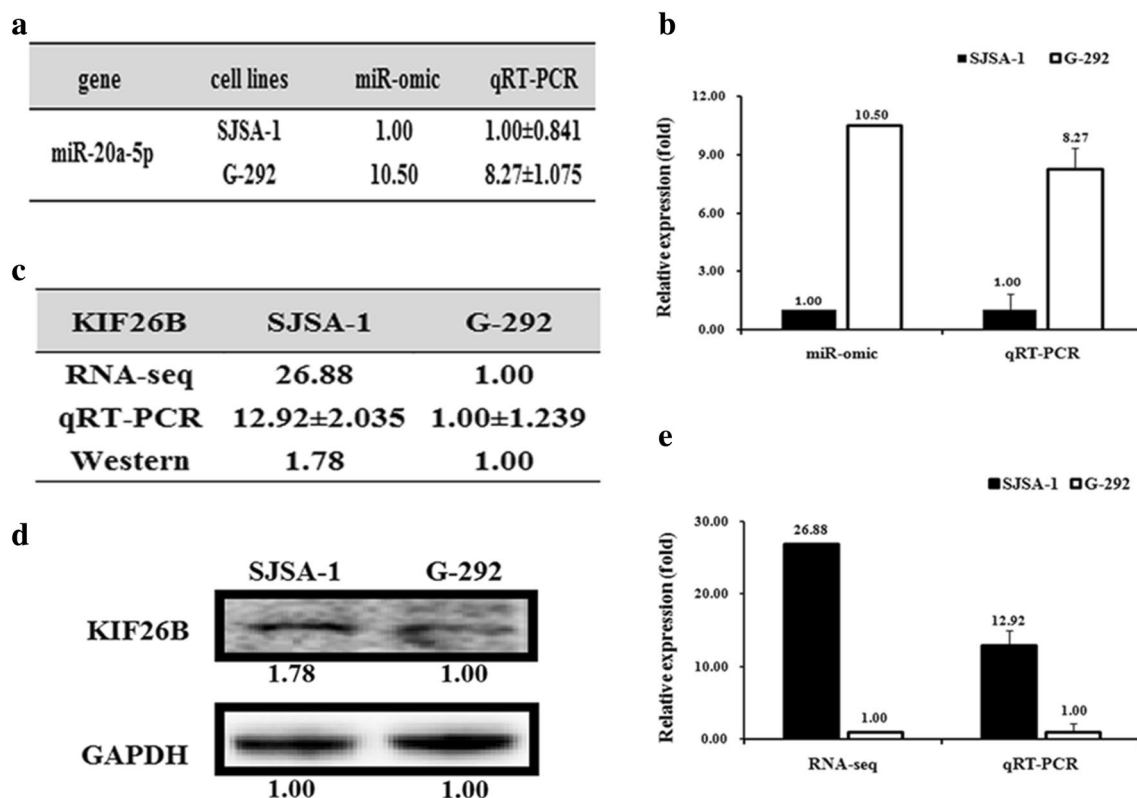 a
gene cell lines miR-omic qRT-PCR
miR-20a-5p
SJSA-1 1.00 1.00±0.841
G-292 10.50 8.27±1.075
b
SJSA-1 G-292
Relative expression (fold)
12.00
9.00
6.00
3.00
0.00
1.00
10.50
1.00
8.27
miR-omic qRT-PCR
c
KIF26B SJSA-1 G-292
RNA-seq 26.88 1.00
qRT-PCR 12.92±2.035 1.00±1.239
Western 1.78 1.00
d
SJSA-1 G-292
KIF26B
1.78 1.00
GAPDH
1.00 1.00
e
SJSA-1 G-292
Relative expression (fold)
30.00
20.00
10.00
0.00
26.88
1.00
12.92
1.00
RNA-seq qRT-PCR